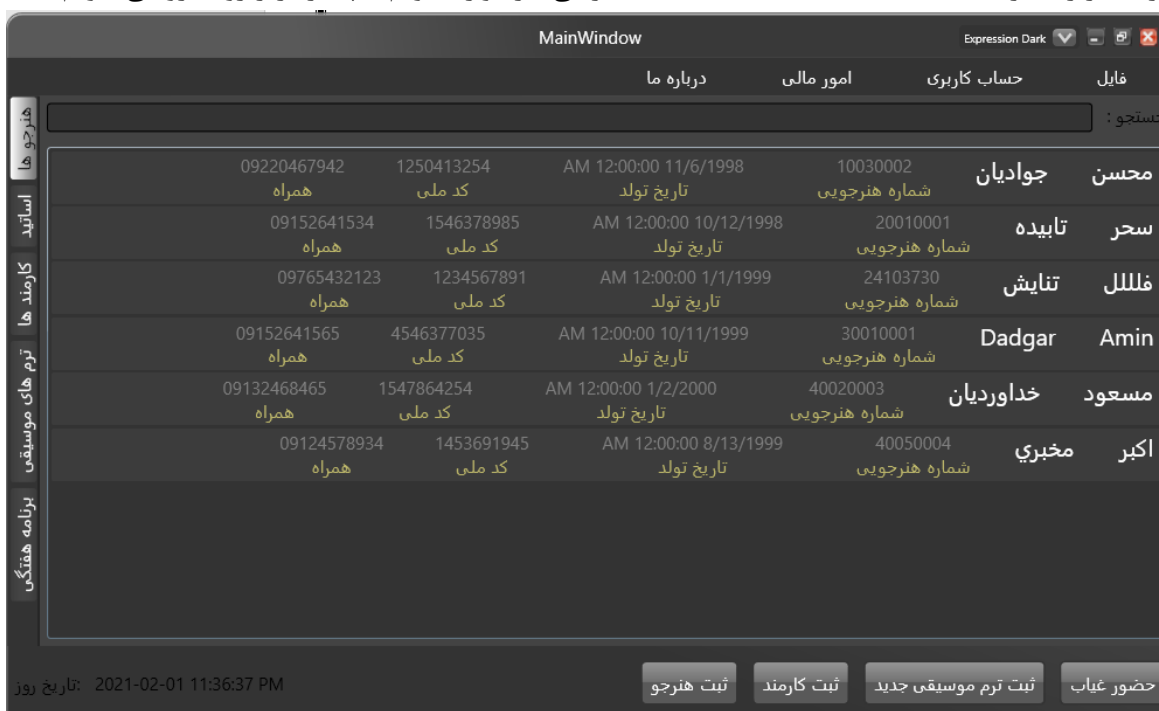 MainWindow
Expression Dark
فایل حساب کاربری امور مالی درباره ما
جستجو :
هنرجو ها
اساتید
کارمند ها
ترم های موسیقی
برنامه هفتگی
محسن جوادیان 10030002 AM 12:00:00 11/6/1998 1250413254 09220467942
شماره هنرجویی تاریخ تولد کد ملی همراه
سحر تابیده 20010001 AM 12:00:00 10/12/1998 1546378985 09152641534
شماره هنرجویی تاریخ تولد کد ملی همراه
فلللل تنایش 24103730 AM 12:00:00 1/1/1999 1234567891 09765432123
شماره هنرجویی تاریخ تولد کد ملی همراه
Amin Dadgar 30010001 AM 12:00:00 10/11/1999 4546377035 09152641565
شماره هنرجویی تاریخ تولد کد ملی همراه
مسعود خداوردیان 40020003 AM 12:00:00 1/2/2000 1547864254 09132468465
شماره هنرجویی تاریخ تولد کد ملی همراه
اکبر مخبري 40050004 AM 12:00:00 8/13/1999 1453691945 09124578934
شماره هنرجویی تاریخ تولد کد ملی همراه
حضور غیاب ثبت ترم موسیقی جدید ثبت کارمند ثبت هنرجو
تاریخ روز: 2021-02-01 11:36:37 PM